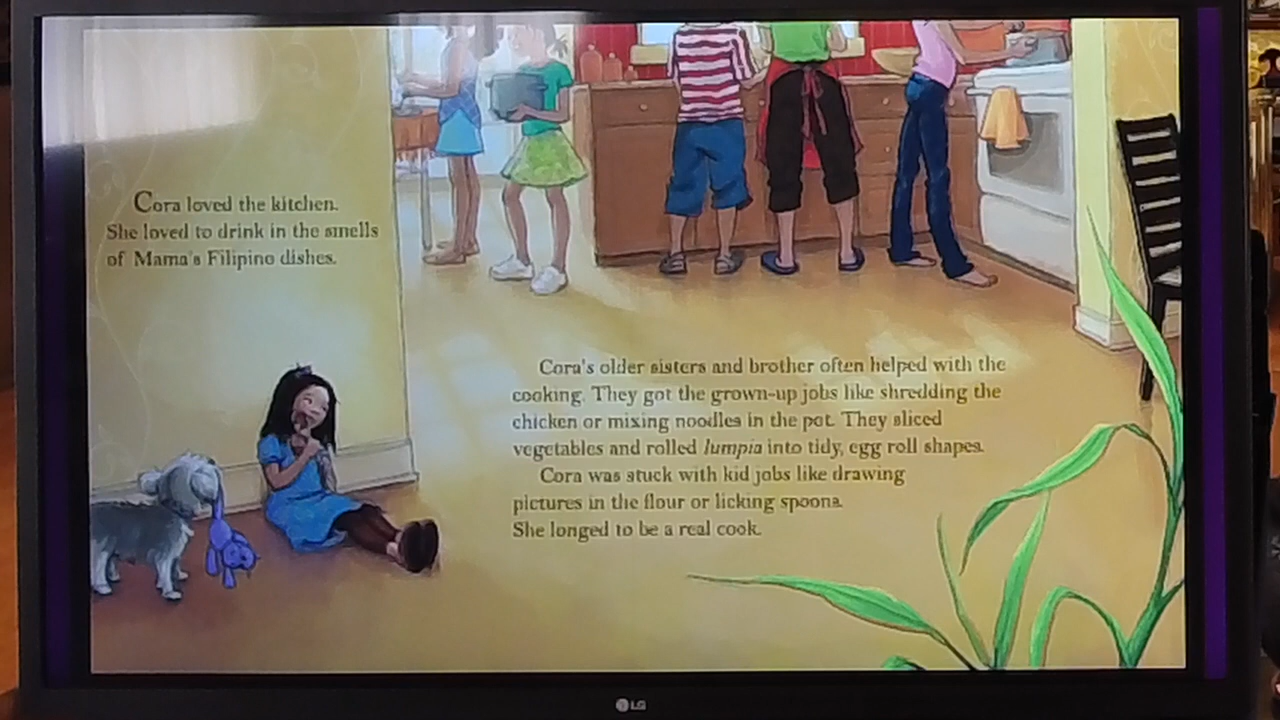 Cora loved the kitchen.
She loved to drink in the smells
of Mama's Filipino dishes.
Cora's older sisters and brother often helped with the
cooking. They got the grown-up jobs like shredding the
chicken or mixing noodles in the pot. They sliced
vegetables and rolled lumpia into tidy, egg roll shapes.
Cora was stuck with kid jobs like drawing
pictures in the flour or licking spoons.
She longed to be a real cook.
LG